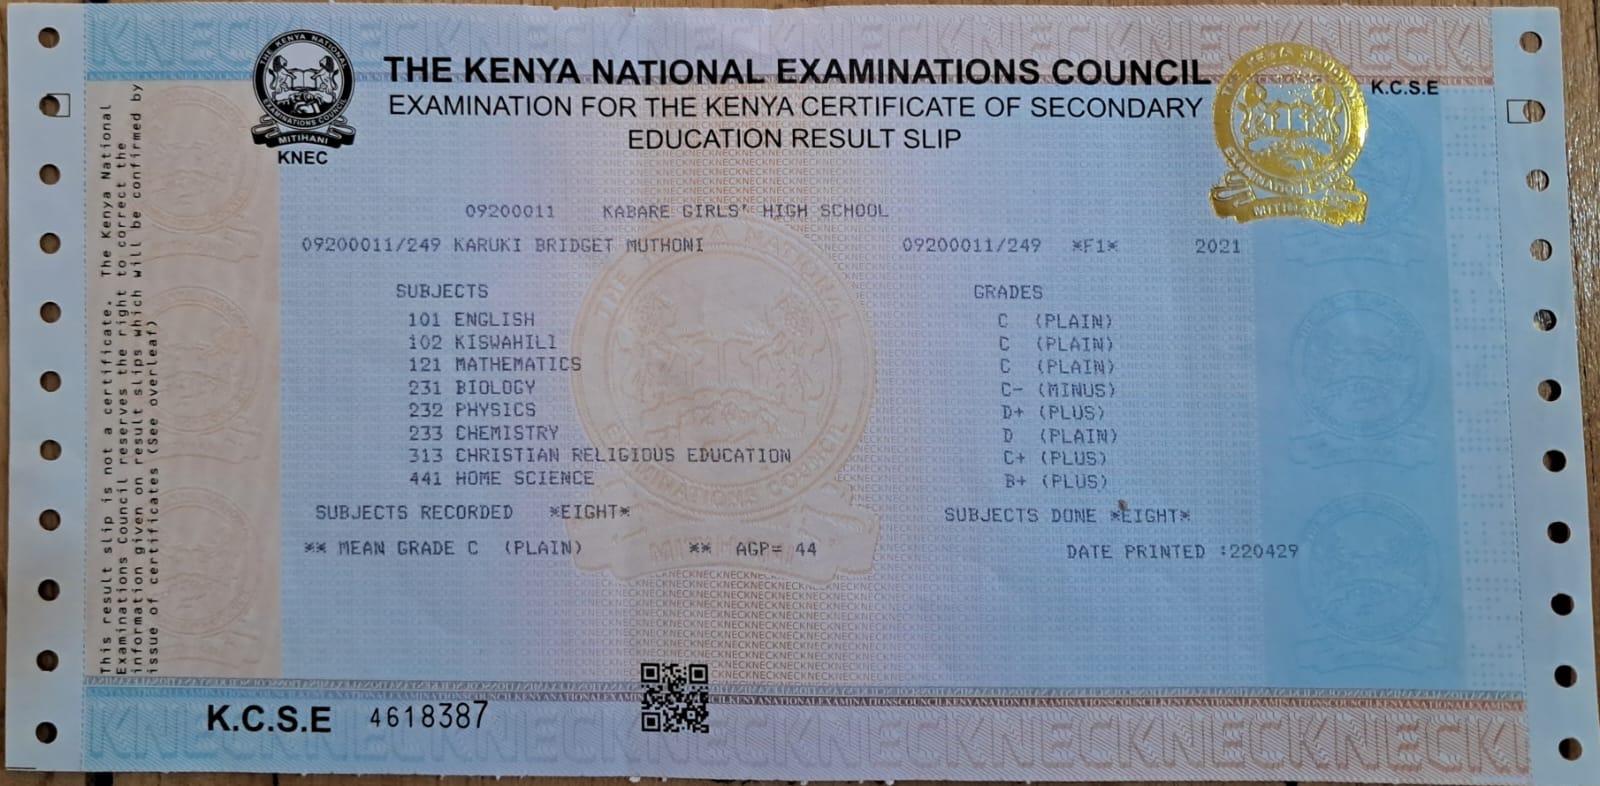 THE KENYA NATIONAL EXAMINATIONS COUNCIL
EXAMINATION FOR THE KENYA CERTIFICATE OF SECONDARY
EDUCATION RESULT SLIP
K.C.S.E
THE KENYA NATIONAL
EXAMINATIONS COUNCIL
MITIHANI
KNEC
09200011 KABARE GIRLS' HIGH SCHOOL
09200011/249 KARUKI BRIDGET MUTHONI 09200011/249 *F1* 2021
SUBJECTS GRADES
101 ENGLISH C (PLAIN)
102 KISWAHILI C (PLAIN)
121 MATHEMATICS C (PLAIN)
231 BIOLOGY C- (MINUS)
232 PHYSICS D+ (PLUS)
233 CHEMISTRY D (PLAIN)
313 CHRISTIAN RELIGIOUS EDUCATION C+ (PLUS)
441 HOME SCIENCE B+ (PLUS)
SUBJECTS RECORDED *EIGHT* SUBJECTS DONE *EIGHT*
** MEAN GRADE C (PLAIN) ** AGP= 44 DATE PRINTED :220429
K.C.S.E 4618387
This result slip is not a certificate. The Kenya National
Examinations Council reserves the right to correct the
information given on result slips which will be confirmed by
issue of certificates (See overleaf)